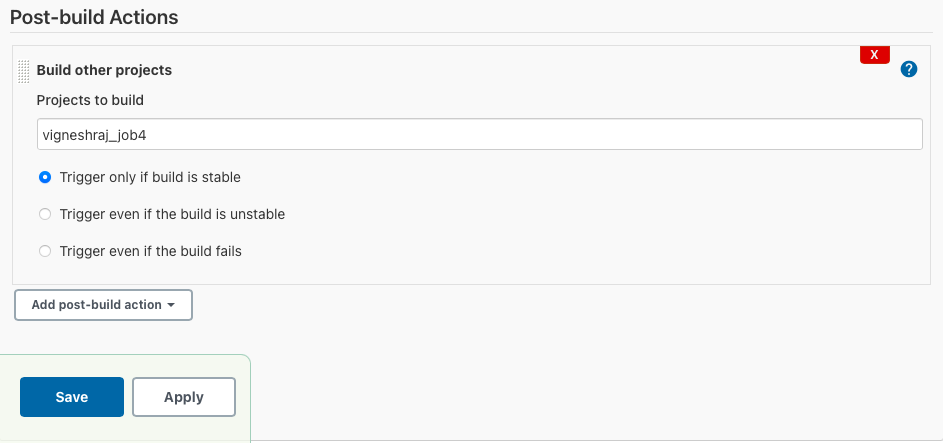 Post-build Actions
X
Build other projects
?
Projects to build
vigneshraj_job4
Trigger only if build is stable
Trigger even if the build is unstable
Trigger even if the build fails
Add post-build action
Save
Apply